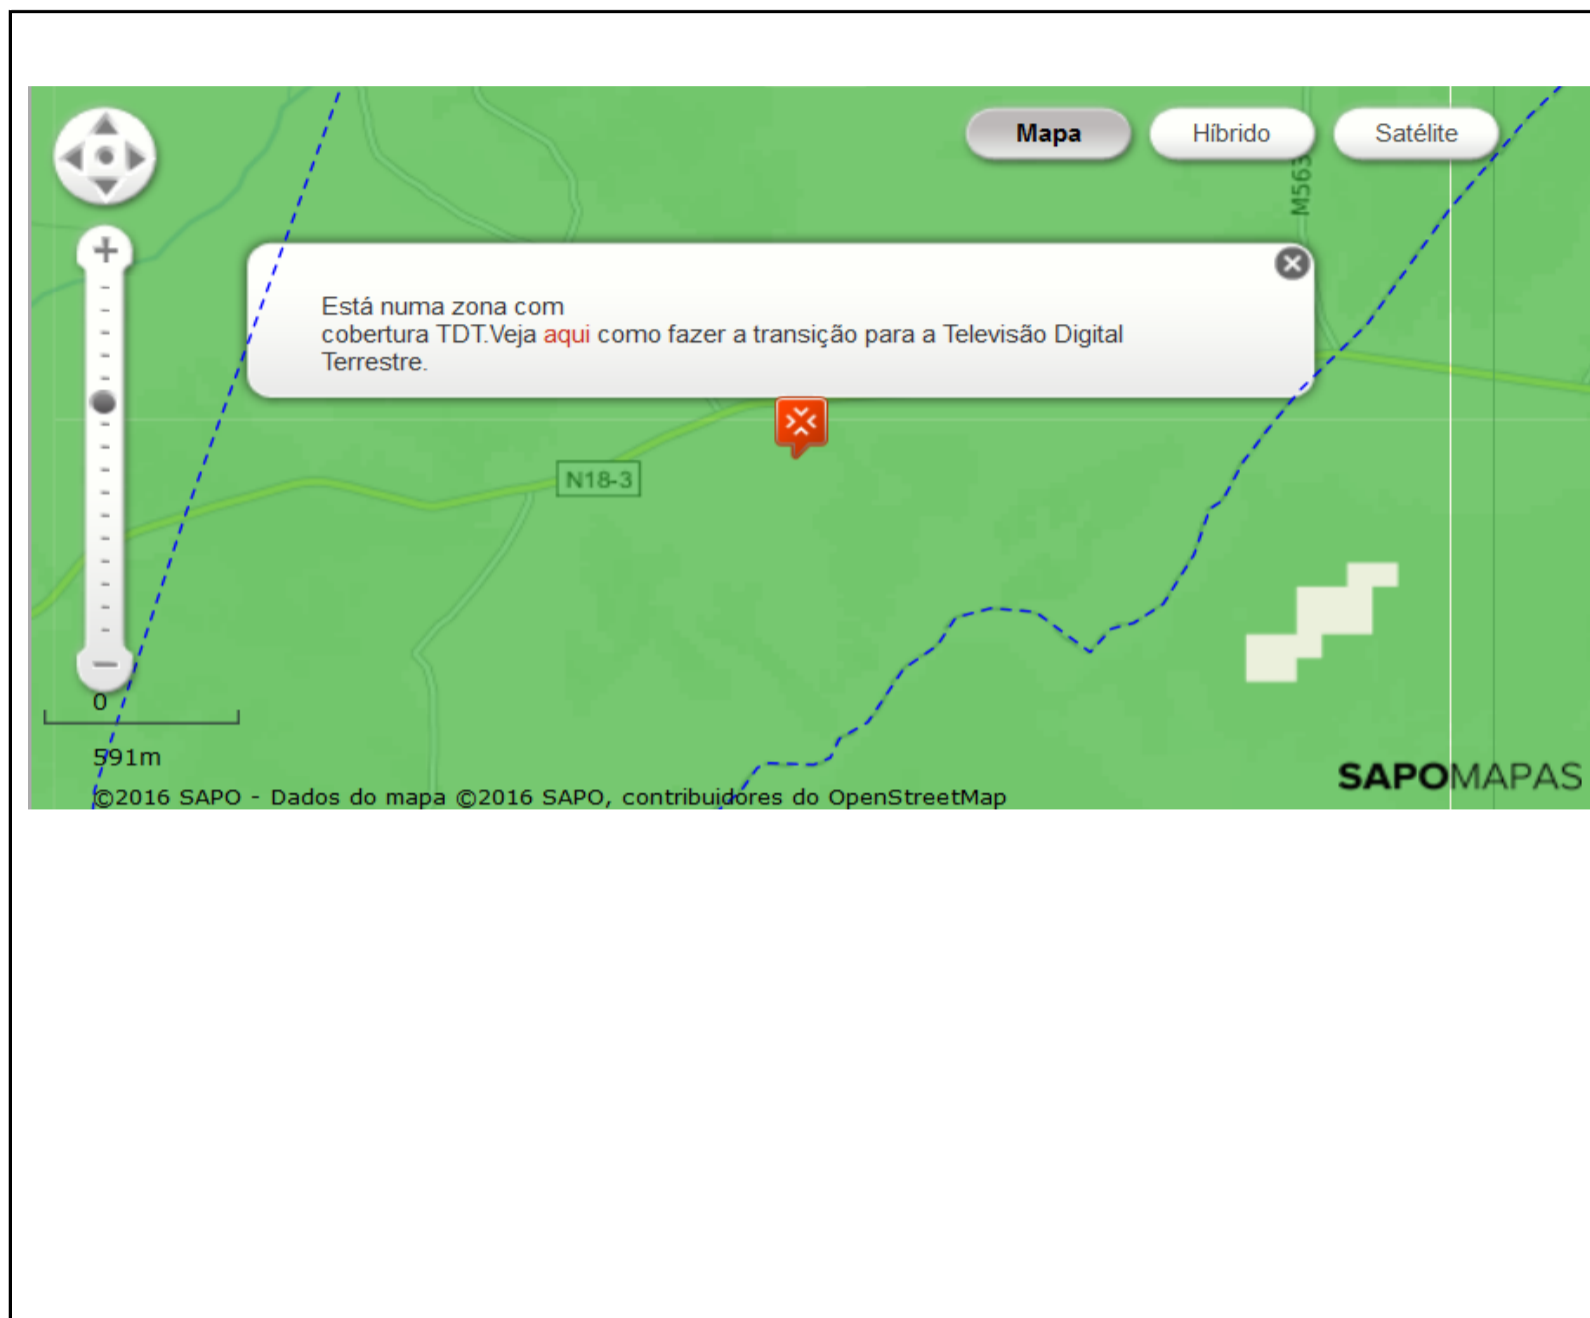 Mapa
Híbrido
Satélite
M563
Está numa zona com
cobertura TDT.Veja aqui como fazer a transição para a Televisão Digital
Terrestre.
N18-3
0
591m
SAPOMAPAS
©2016 SAPO - Dados do mapa ©2016 SAPO, contribuidores do OpenStreetMap